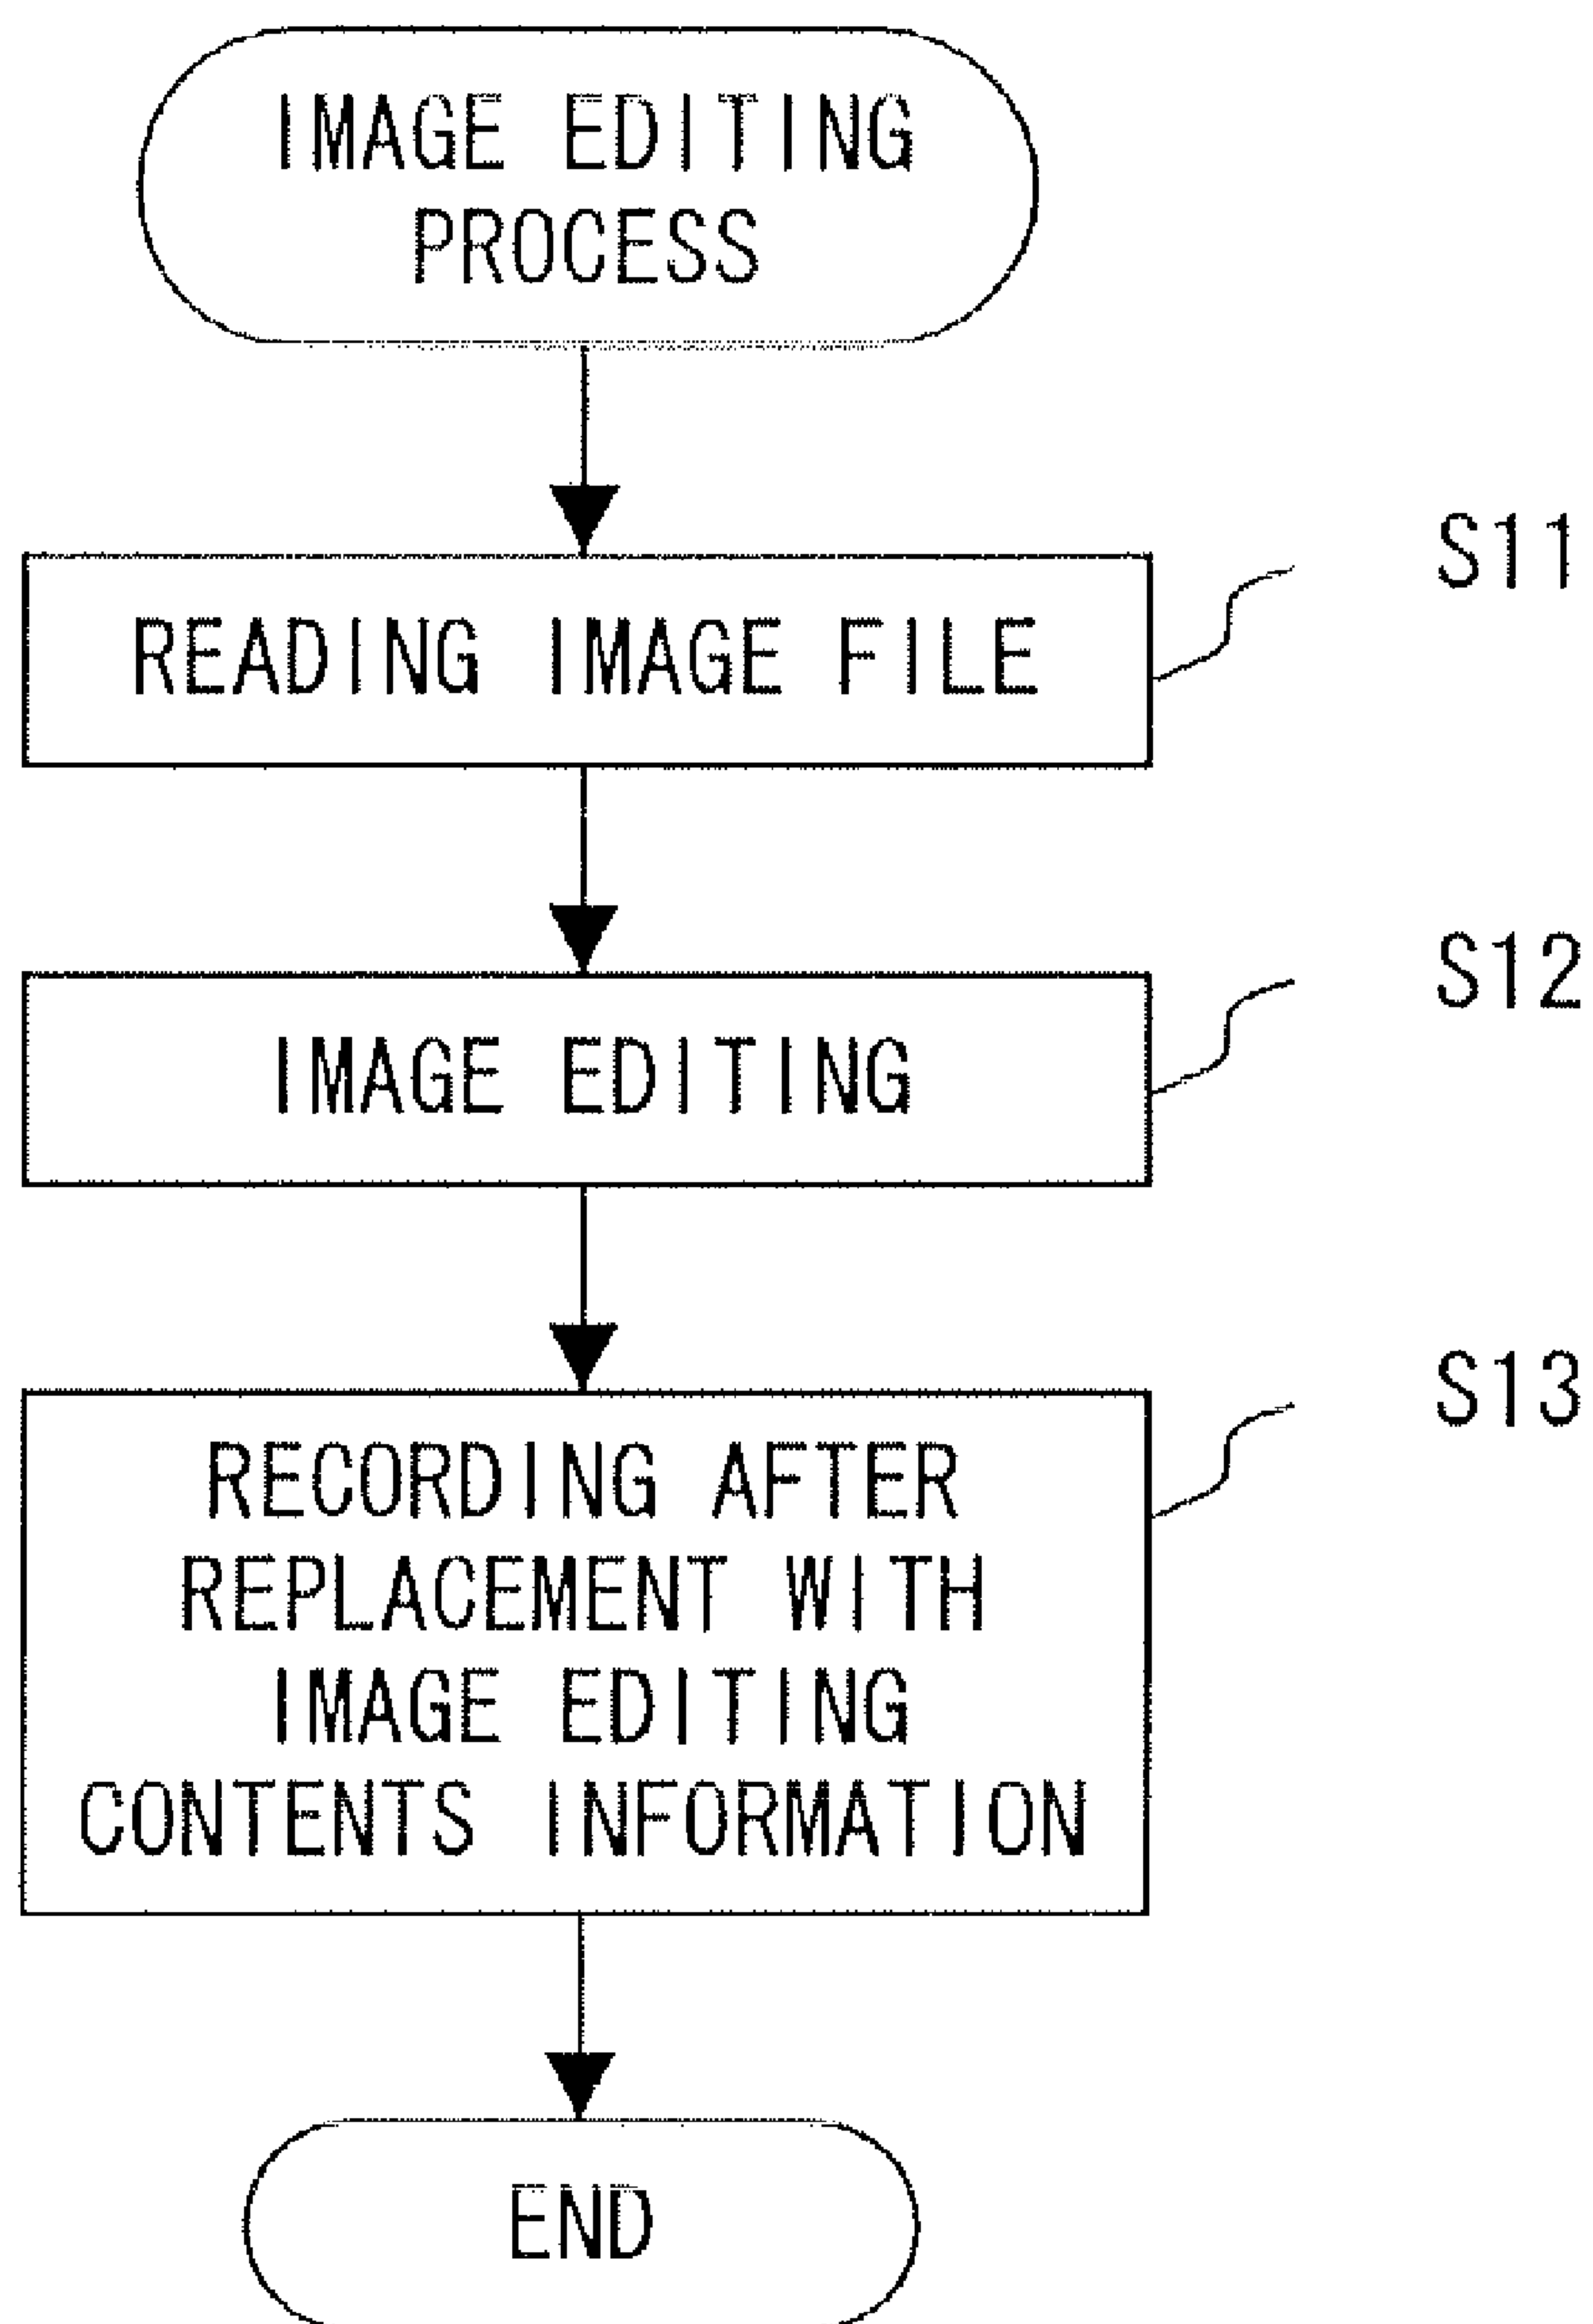 IMAGE EDITING
PROCESS
S11
READING IMAGE FILE
S12
IMAGE EDITING
S13
RECORDING AFTER
REPLACEMENT WITH
IMAGE EDITING
CONTENTS INFORMATION
END